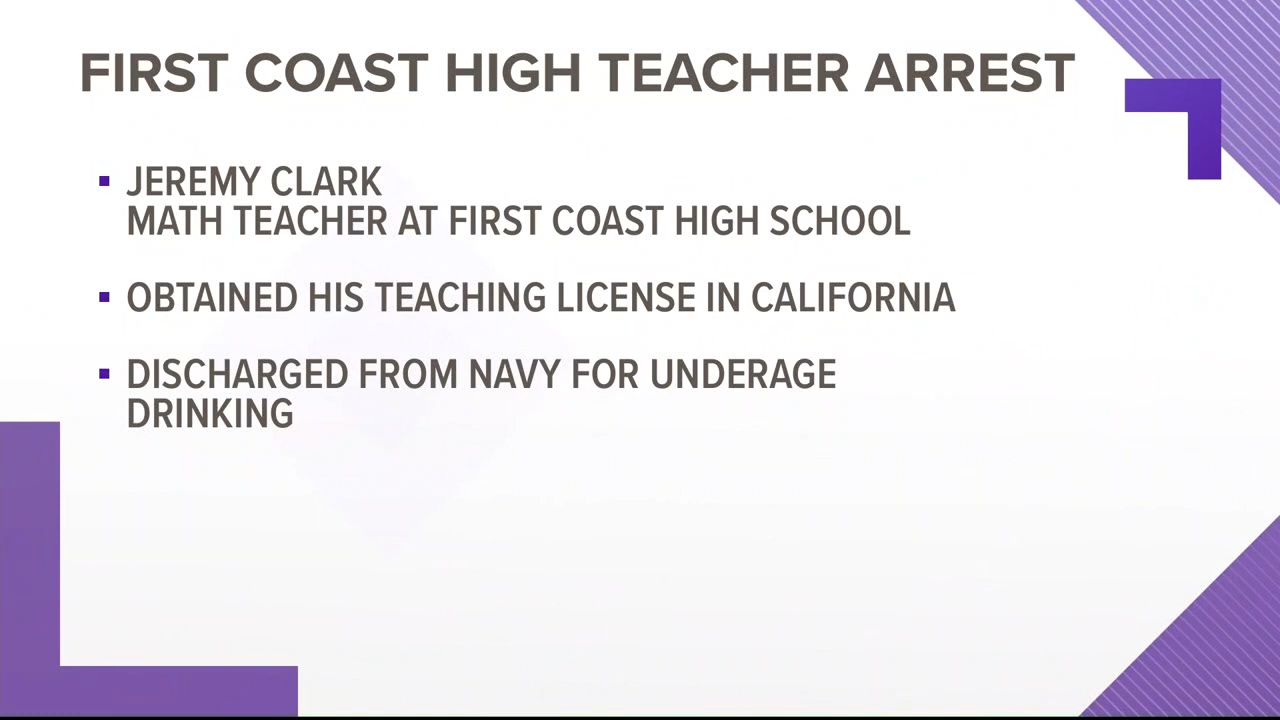 FIRST COAST HIGH TEACHER ARREST
JEREMY CLARK
MATH TEACHER AT FIRST COAST HIGH SCHOOL
OBTAINED HIS TEACHING LICENSE IN CALIFORNIA
DISCHARGED FROM NAVY FOR UNDERAGE
DRINKING